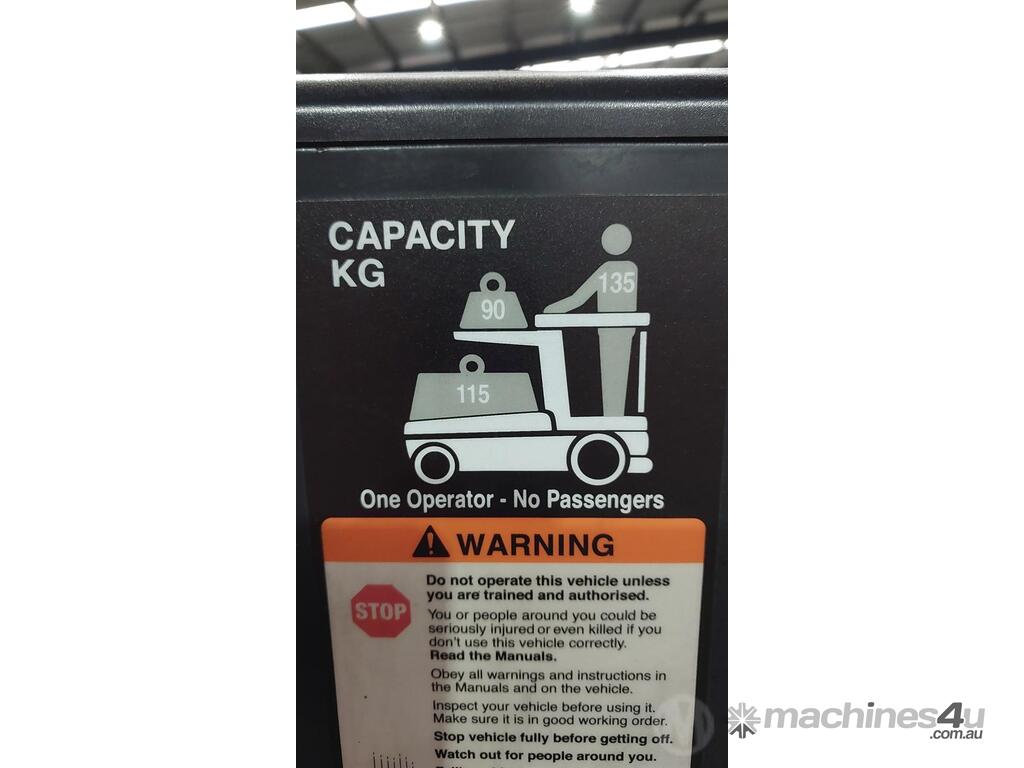 CAPACITY
KG
135
90
115
One Operator - No Passengers
WARNING
STOP
Do not operate this vehicle unless
you are trained and authorised.
You or people around you could be
seriously injured or even killed if you
don't use this vehicle correctly.
Read the Manuals.
Obey all warnings and instructions in
the Manuals and on the vehicle.
Inspect your vehicle before using it.
Make sure it is in good working order.
Stop vehicle fully before getting off.
Watch out for people around you.
machines4u
.com.au